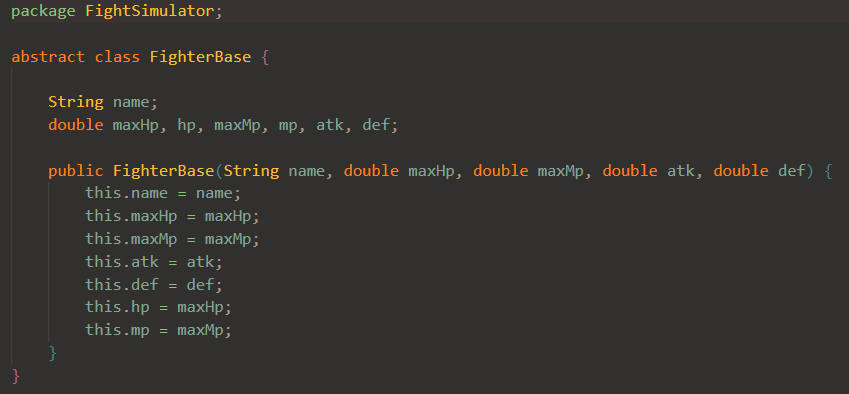 package FightSimulator;
abstract class FighterBase {
String name;
double maxHp, hp, maxMp, mp, atk, def;
public FighterBase(String name, double maxHp, double maxMp, double atk, double def) {
this.name = name;
this.maxHp = maxHp;
this.maxMp = maxMp;
this.atk = atk;
this.def = def;
this.hp = maxHp;
this.mp = maxMp;
}
}